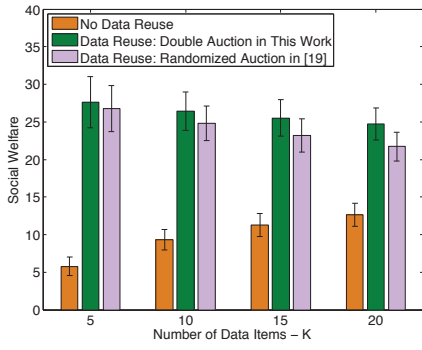 40
35
30
25
20
15
10
5
0
Social Welfare
No Data Reuse
Data Reuse: Double Auction in This Work
Data Reuse: Randomized Auction in [19]
5 10 15 20
Number of Data Items – K